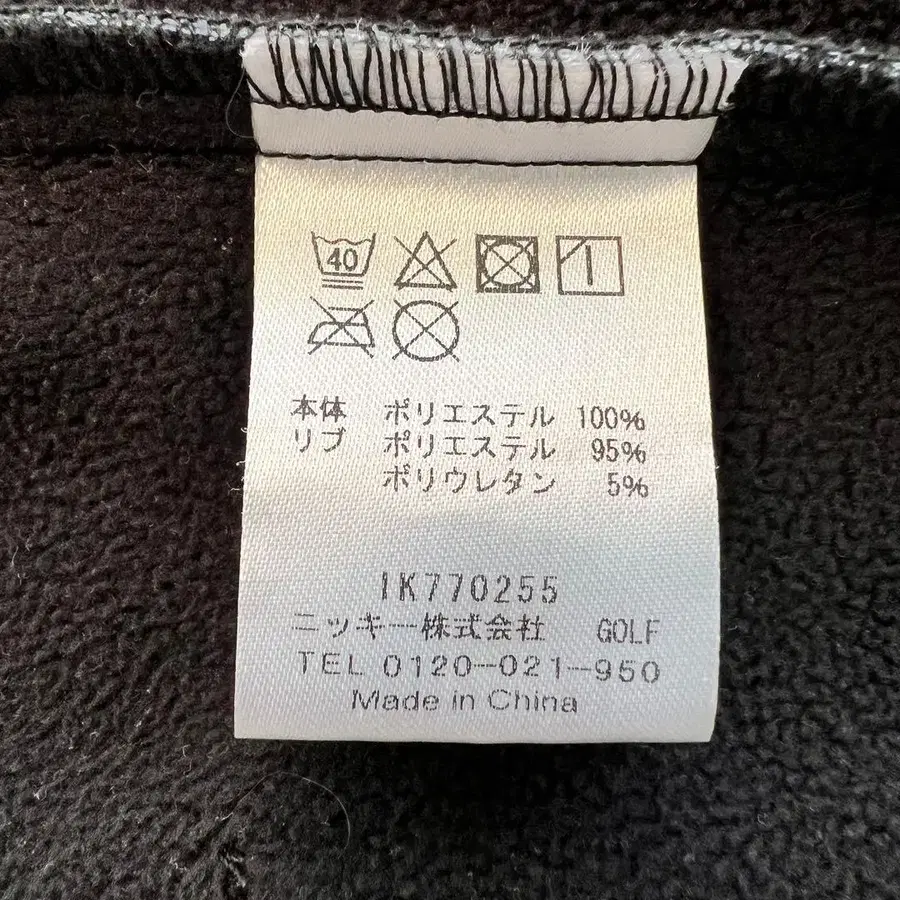 40
本体 ポリエステル 100%
リブ ポリエステル 95%
ポリウレタン 5%
IK770255
ニッキー株式会社 GOLF
TEL 0120-021-950
Made in China